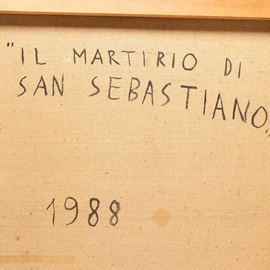 "IL MARTIRIO DI
SAN SEBASTIANO"
1988